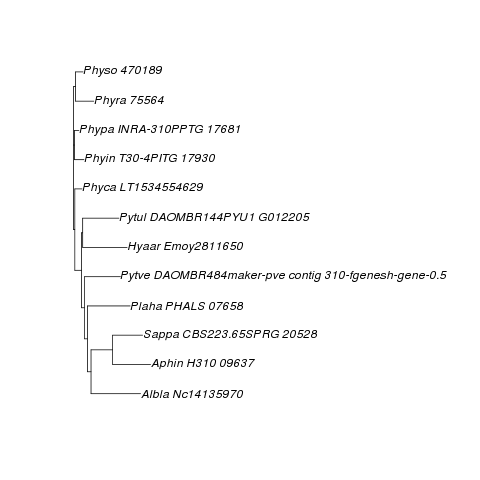 Physo 470189
Phyra 75564
Phypa INRA-310PPTG 17681
Phyin T30-4PITG 17930
Phyca LT1534554629
Pytul DAOMBR144PYU1 G012205
Hyaar Emoy2811650
Pytve DAOMBR484maker-pve contig 310-fgenesh-gene-0.5
Plaha PHALS 07658
Sappa CBS223.65SPRG 20528
Aphin H310 09637
Albla Nc14135970